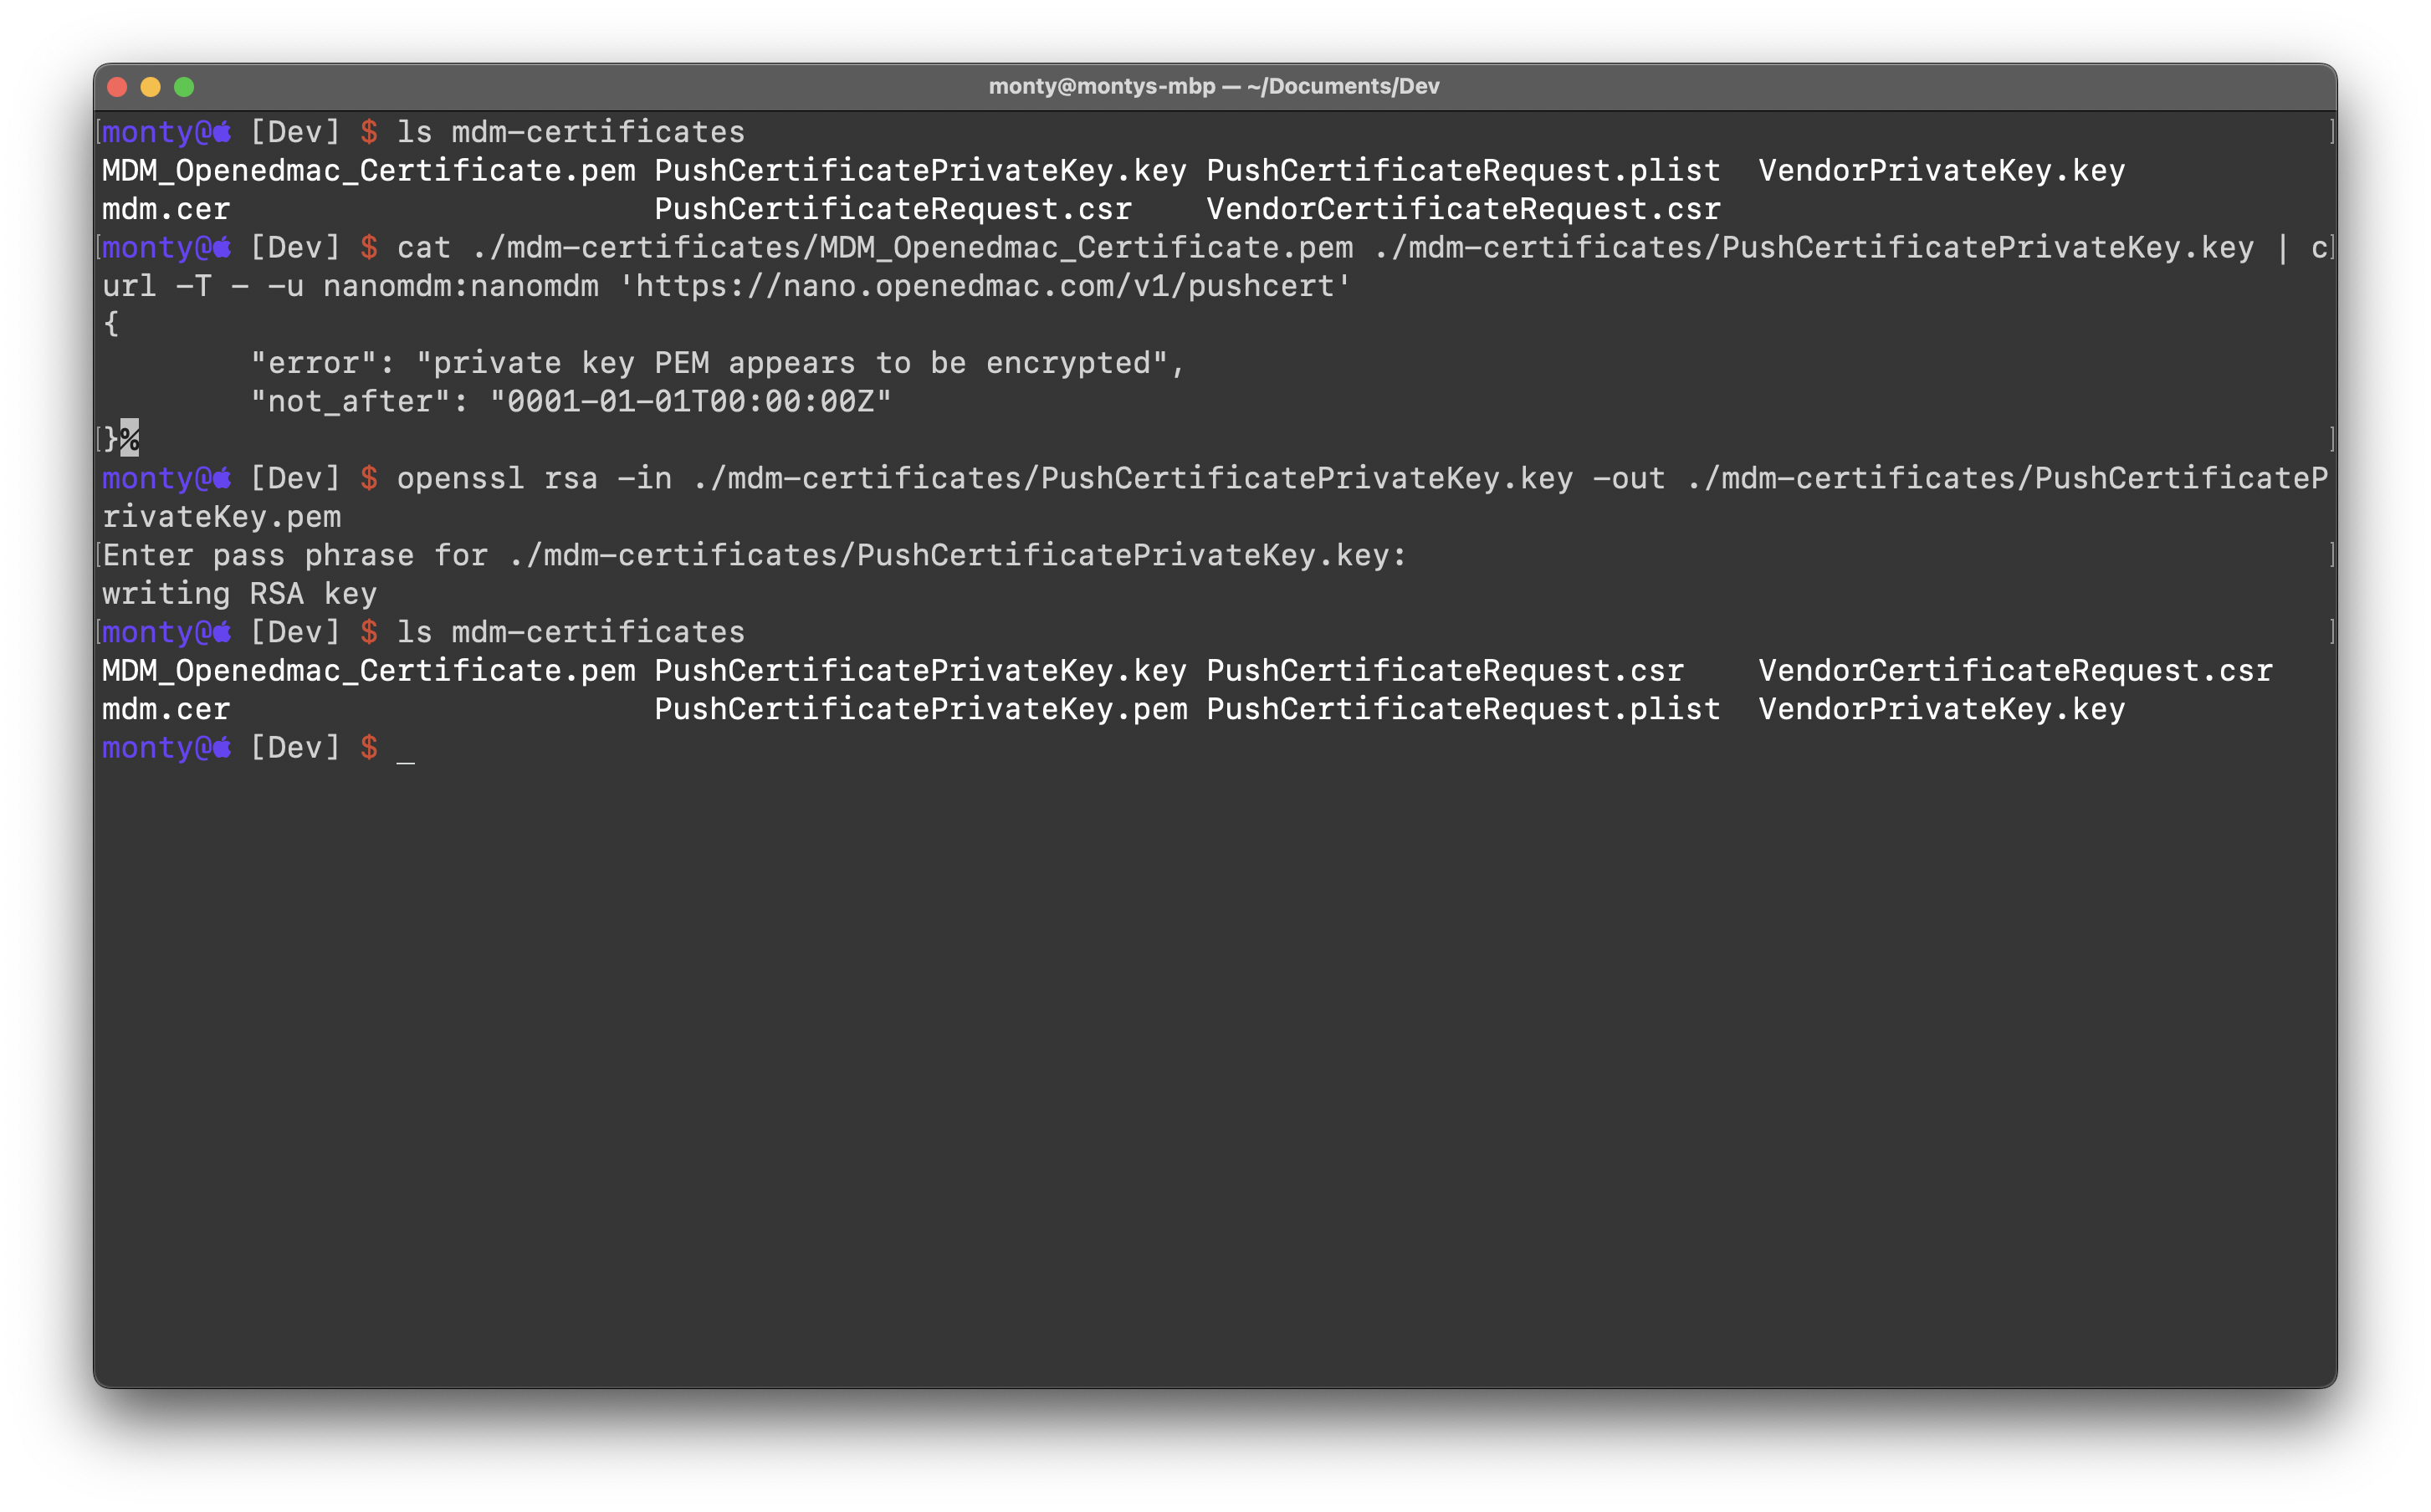 monty@montys-mbp — ~/Documents/Dev
monty@ [Dev] $ ls mdm-certificates
MDM_Openedmac_Certificate.pem PushCertificatePrivateKey.key PushCertificateRequest.plist  VendorPrivateKey.key
mdm.cer                       PushCertificateRequest.csr    VendorCertificateRequest.csr
monty@ [Dev] $ cat ./mdm-certificates/MDM_Openedmac_Certificate.pem ./mdm-certificates/PushCertificatePrivateKey.key | c
url -T - -u nanomdm:nanomdm 'https://nano.openedmac.com/v1/pushcert'
{
        "error": "private key PEM appears to be encrypted",
        "not_after": "0001-01-01T00:00:00Z"
}%
monty@ [Dev] $ openssl rsa -in ./mdm-certificates/PushCertificatePrivateKey.key -out ./mdm-certificates/PushCertificateP
rivateKey.pem
Enter pass phrase for ./mdm-certificates/PushCertificatePrivateKey.key:
writing RSA key
monty@ [Dev] $ ls mdm-certificates
MDM_Openedmac_Certificate.pem PushCertificatePrivateKey.key PushCertificateRequest.csr    VendorCertificateRequest.csr
mdm.cer                       PushCertificatePrivateKey.pem PushCertificateRequest.plist  VendorPrivateKey.key
monty@ [Dev] $ _